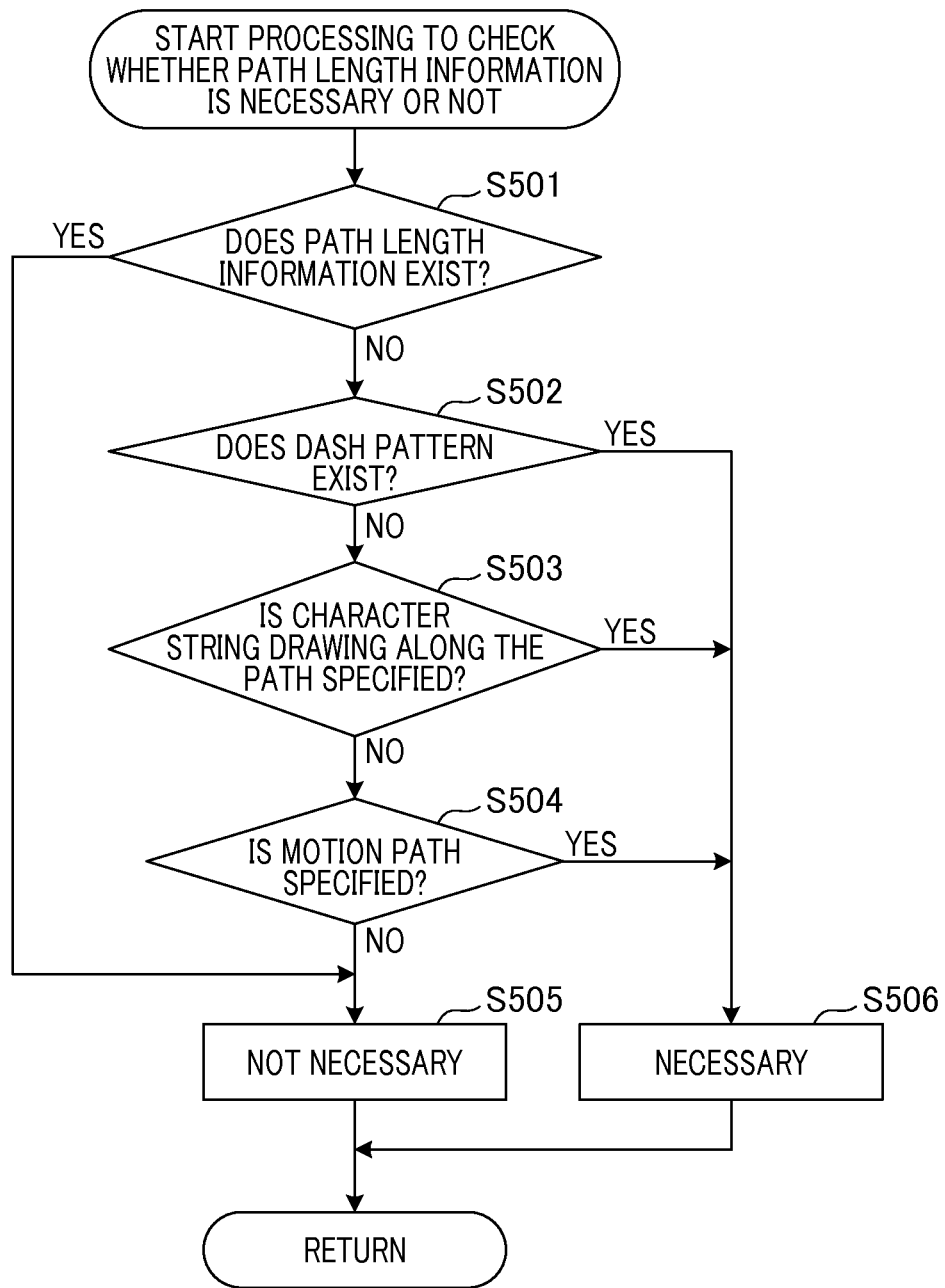 START PROCESSING TO CHECK
WHETHER PATH LENGTH INFORMATION
IS NECESSARY OR NOT
S501
YES
DOES PATH LENGTH
INFORMATION EXIST?
NO
S502
YES
DOES DASH PATTERN
EXIST?
NO
S503
IS CHARACTER
STRING DRAWING ALONG THE
PATH SPECIFIED?
YES
NO
S504
YES
IS MOTION PATH
SPECIFIED?
NO
S505
NOT NECESSARY
S506
NECESSARY
RETURN